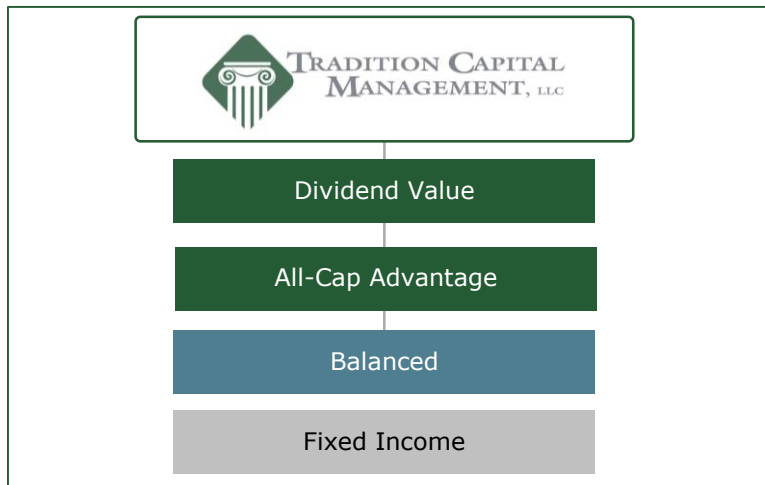 TRADITION CAPITAL
MANAGEMENT, LLC
Dividend Value
All-Cap Advantage
Balanced
Fixed Income